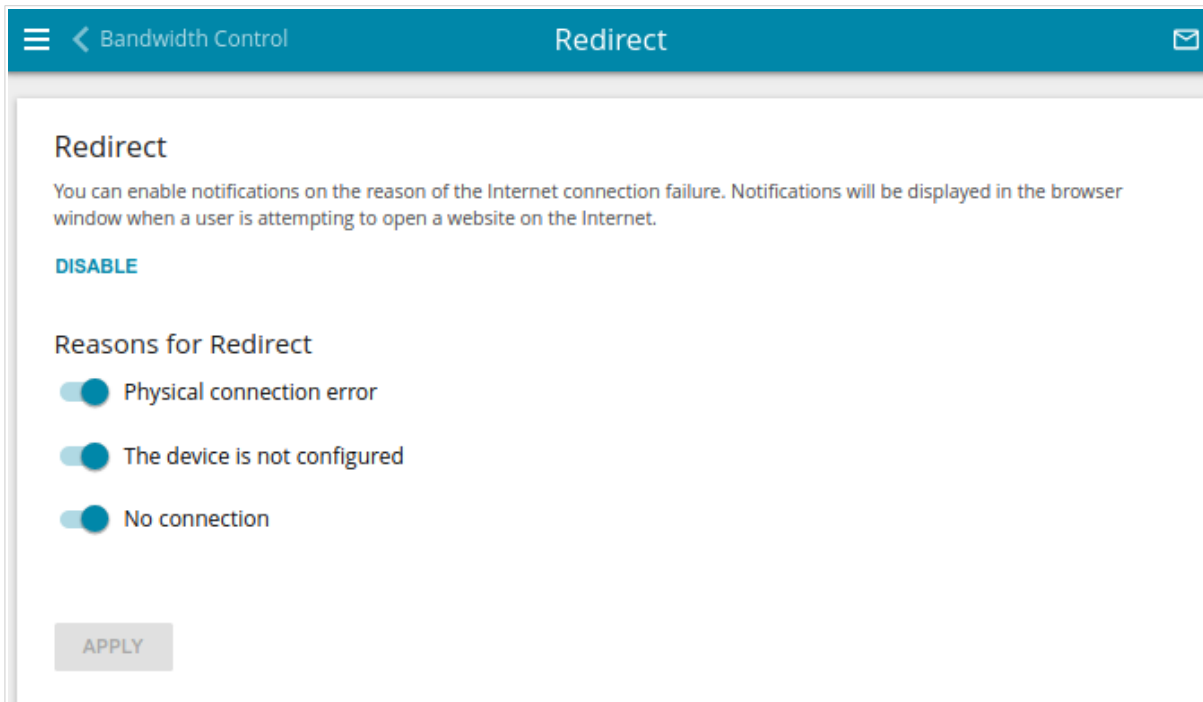 Bandwidth Control
Redirect
Redirect
You can enable notifications on the reason of the Internet connection failure. Notifications will be displayed in the browser
window when a user is attempting to open a website on the Internet.
DISABLE
Reasons for Redirect
Physical connection error
The device is not configured
No connection
APPLY